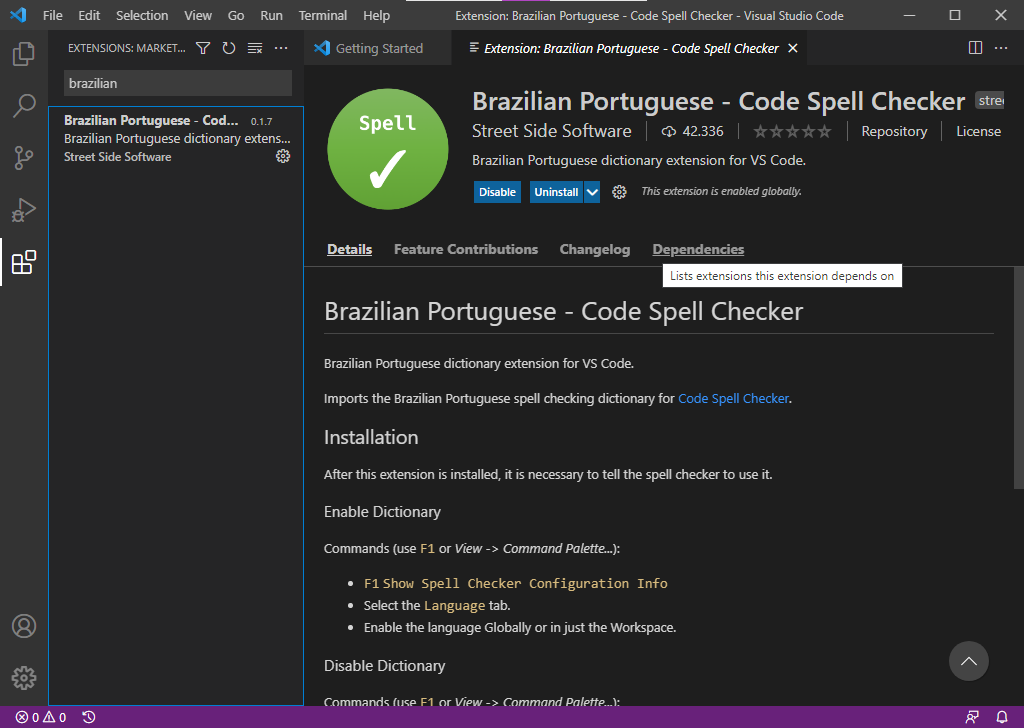 File Edit Selection View Go Run Terminal Help Extension: Brazilian Portuguese - Code Spell Checker - Visual Studio Code
EXTENSIONS: MARKET...
Getting Started
Extension: Brazilian Portuguese - Code Spell Checker
brazilian
Brazilian Portuguese - Cod... 0.1.7
Brazilian Portuguese dictionary extens...
Street Side Software
Spell
Brazilian Portuguese - Code Spell Checker
Street Side Software 42.336 Repository License
Brazilian Portuguese dictionary extension for VS Code.
Disable Uninstall This extension is enabled globally.
Details Feature Contributions Changelog Dependencies
Lists extensions this extension depends on
Brazilian Portuguese - Code Spell Checker
Brazilian Portuguese dictionary extension for VS Code.
Imports the Brazilian Portuguese spell checking dictionary for Code Spell Checker.
Installation
After this extension is installed, it is necessary to tell the spell checker to use it.
Enable Dictionary
Commands (use F1 or View -> Command Palette...):
F1 Show Spell Checker Configuration Info
Select the Language tab.
Enable the language Globally or in just the Workspace.
Disable Dictionary
Commands (use F1 or View -> Command Palette...):
0 0